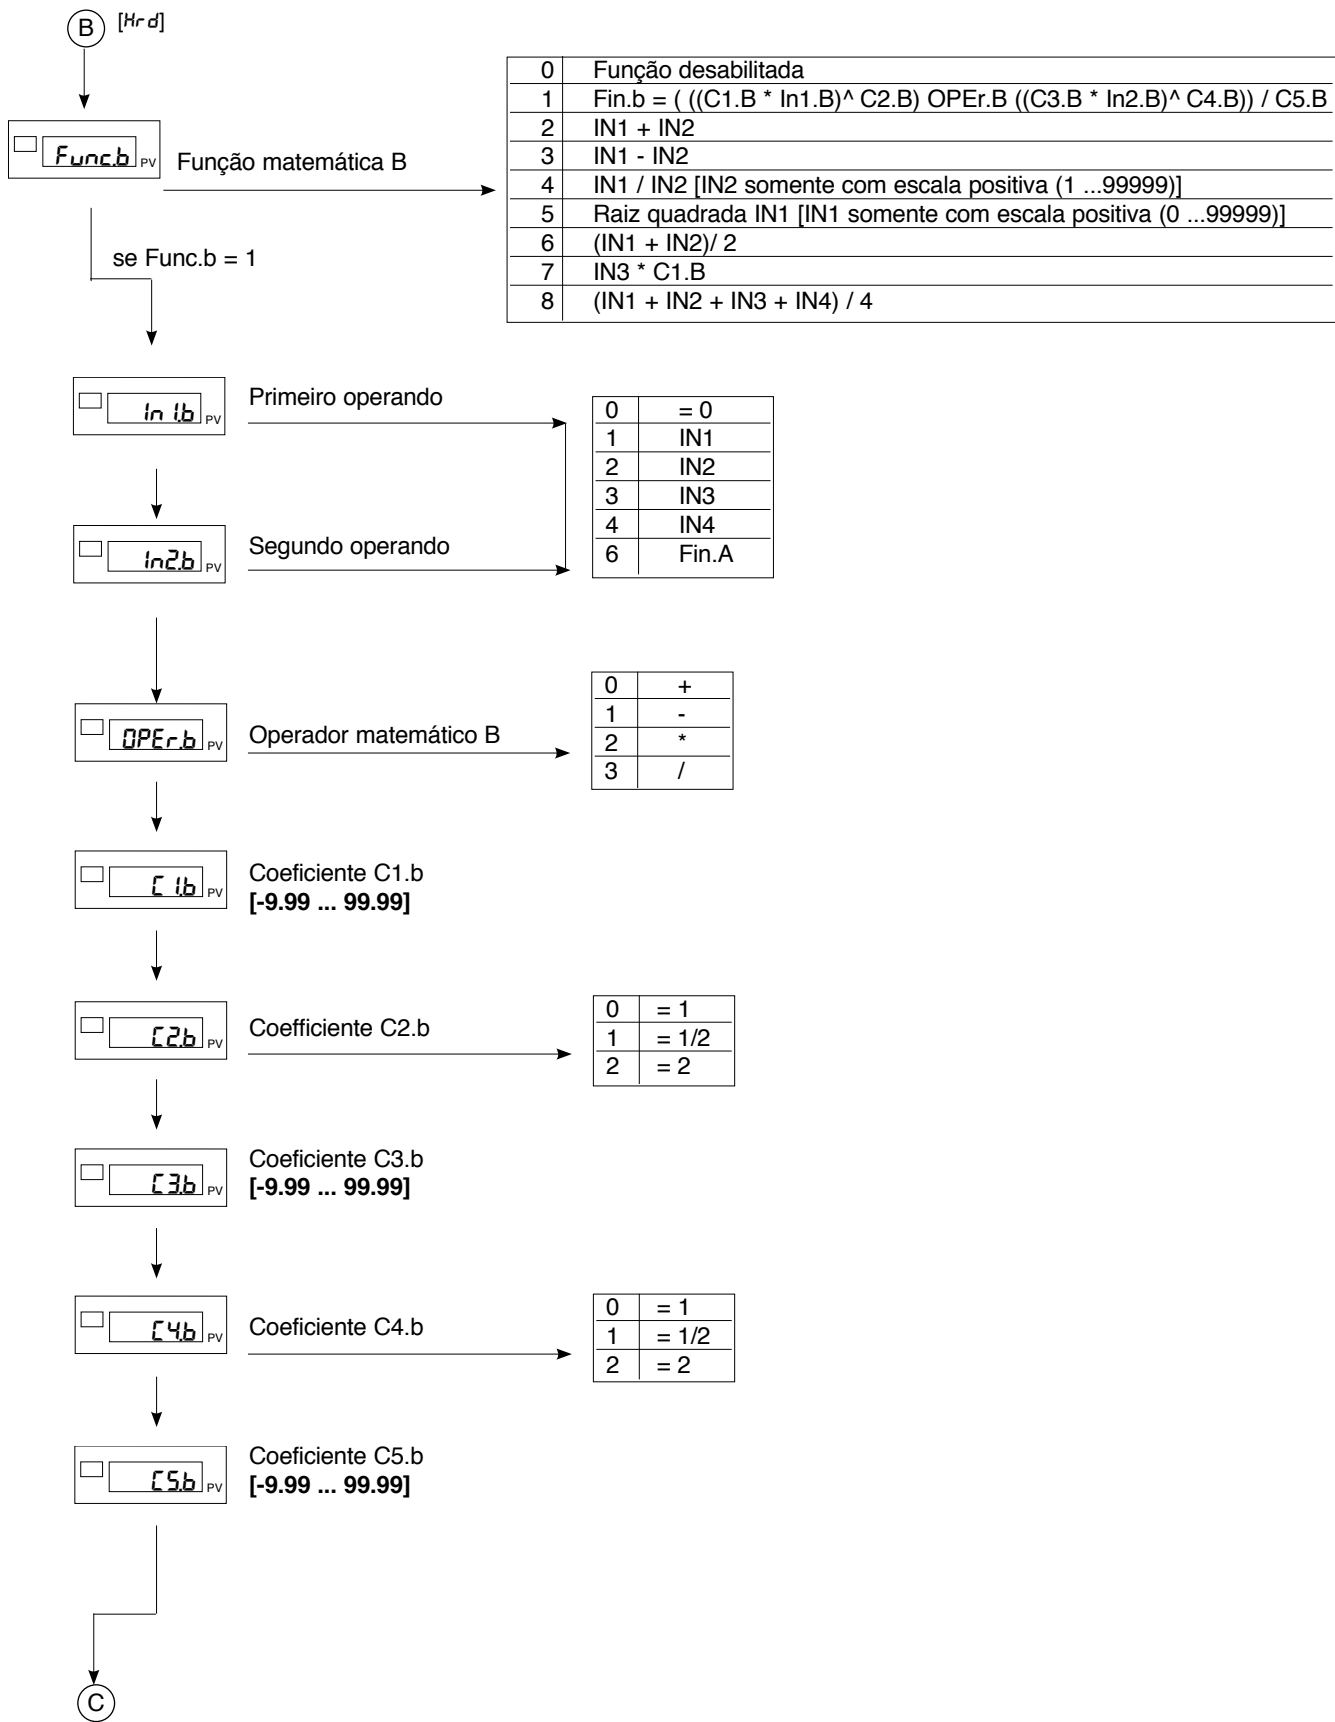 B [Hrd]
0 Função desabilitada
1 Fin.b = ( ((C1.B * In1.B)^ C2.B) OPEr.B ((C3.B * In2.B)^ C4.B)) / C5.B
2 IN1 + IN2
3 IN1 - IN2
4 IN1 / IN2 [IN2 somente com escala positiva (1 ...99999)]
5 Raiz quadrada IN1 [IN1 somente com escala positiva (0 ...99999)]
6 (IN1 + IN2)/ 2
7 IN3 * C1.B
8 (IN1 + IN2 + IN3 + IN4) / 4
Func.b PV Função matemática B
se Func.b = 1
In1.b PV Primeiro operando
0 = 0
1 IN1
2 IN2
3 IN3
4 IN4
6 Fin.A
In2.b PV Segundo operando
OPEr.b PV Operador matemático B
0 +
1 -
2 *
3 /
C1.b PV Coeficiente C1.b
[-9.99 ... 99.99]
C2.b PV Coefficiente C2.b
0 = 1
1 = 1/2
2 = 2
C3.b PV Coeficiente C3.b
[-9.99 ... 99.99]
C4.b PV Coeficiente C4.b
0 = 1
1 = 1/2
2 = 2
C5.b PV Coeficiente C5.b
[-9.99 ... 99.99]
C